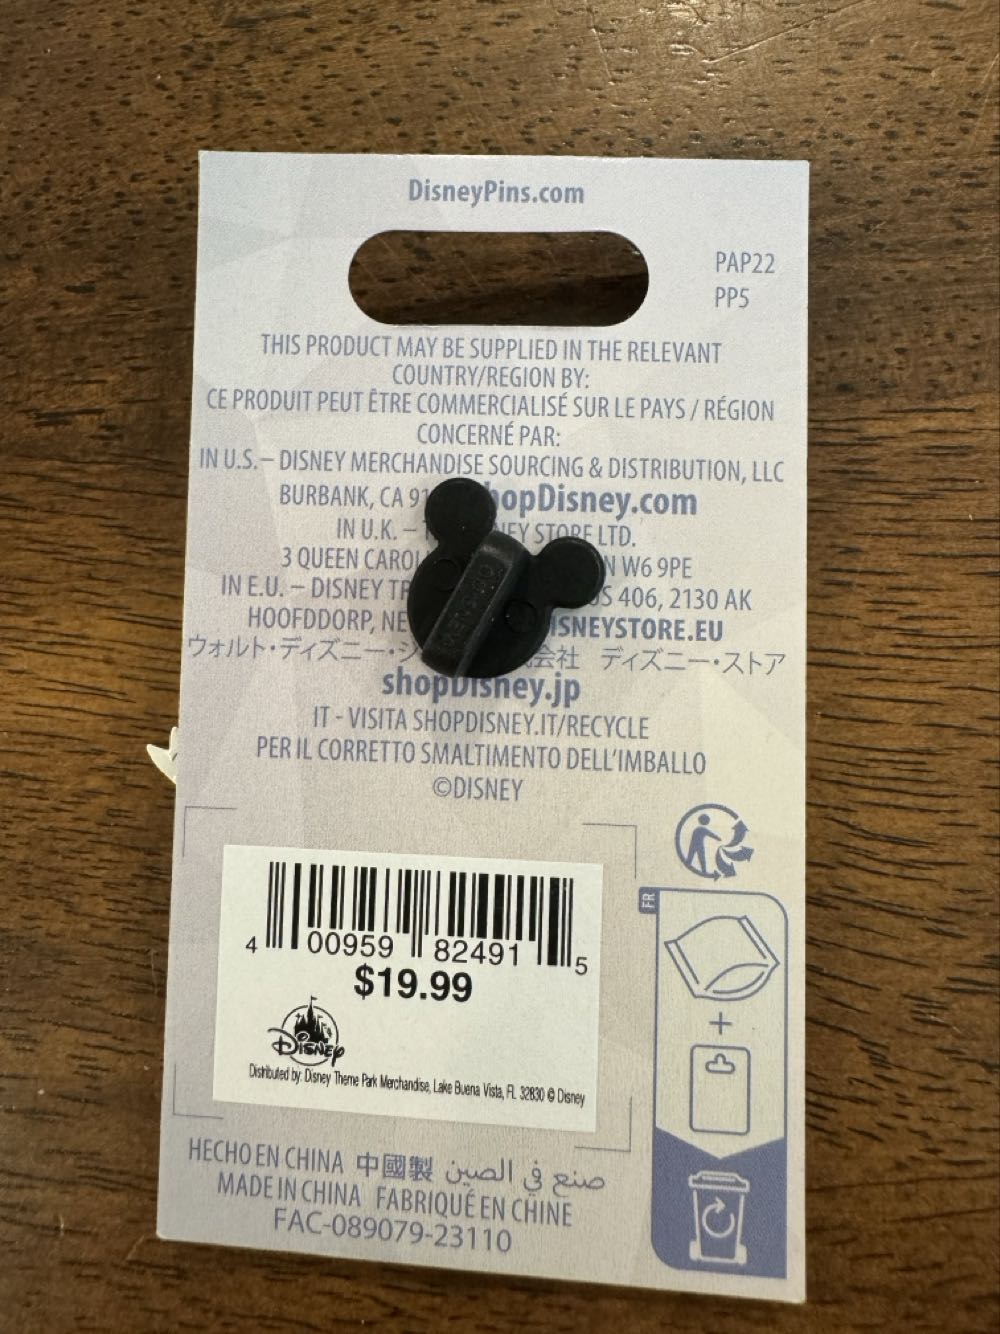 DisneyPins.com
PAP22
PP5
THIS PRODUCT MAY BE SUPPLIED IN THE RELEVANT
COUNTRY/REGION BY:
CE PRODUIT PEUT ÊTRE COMMERCIALISÉ SUR LE PAYS / RÉGION
CONCERNÉ PAR:
IN U.S.– DISNEY MERCHANDISE SOURCING & DISTRIBUTION, LLC
BURBANK, CA 91 hopDisney.com
IN U.K. – NEY STORE LTD.
3 QUEEN CAROL N W6 9PE
IN E.U. – DISNEY TR US 406, 2130 AK
HOOFDDORP, NE ISNEYSTORE.EU
ウォルト・ディズニー・ジ 会社 ディズニー・ストア
shopDisney.jp
IT - VISITA SHOPDISNEY.IT/RECYCLE
PER IL CORRETTO SMALTIMENTO DELL'IMBALLO
©DISNEY
FR
4 00959 82491 5
$19.99
Disney
Distributed by: Disney Theme Park Merchandise, Lake Buena Vista, FL 32830 © Disney
+
HECHO EN CHINA 中國製 صنع في الصين
MADE IN CHINA FABRIQUÉ EN CHINE
FAC-089079-23110